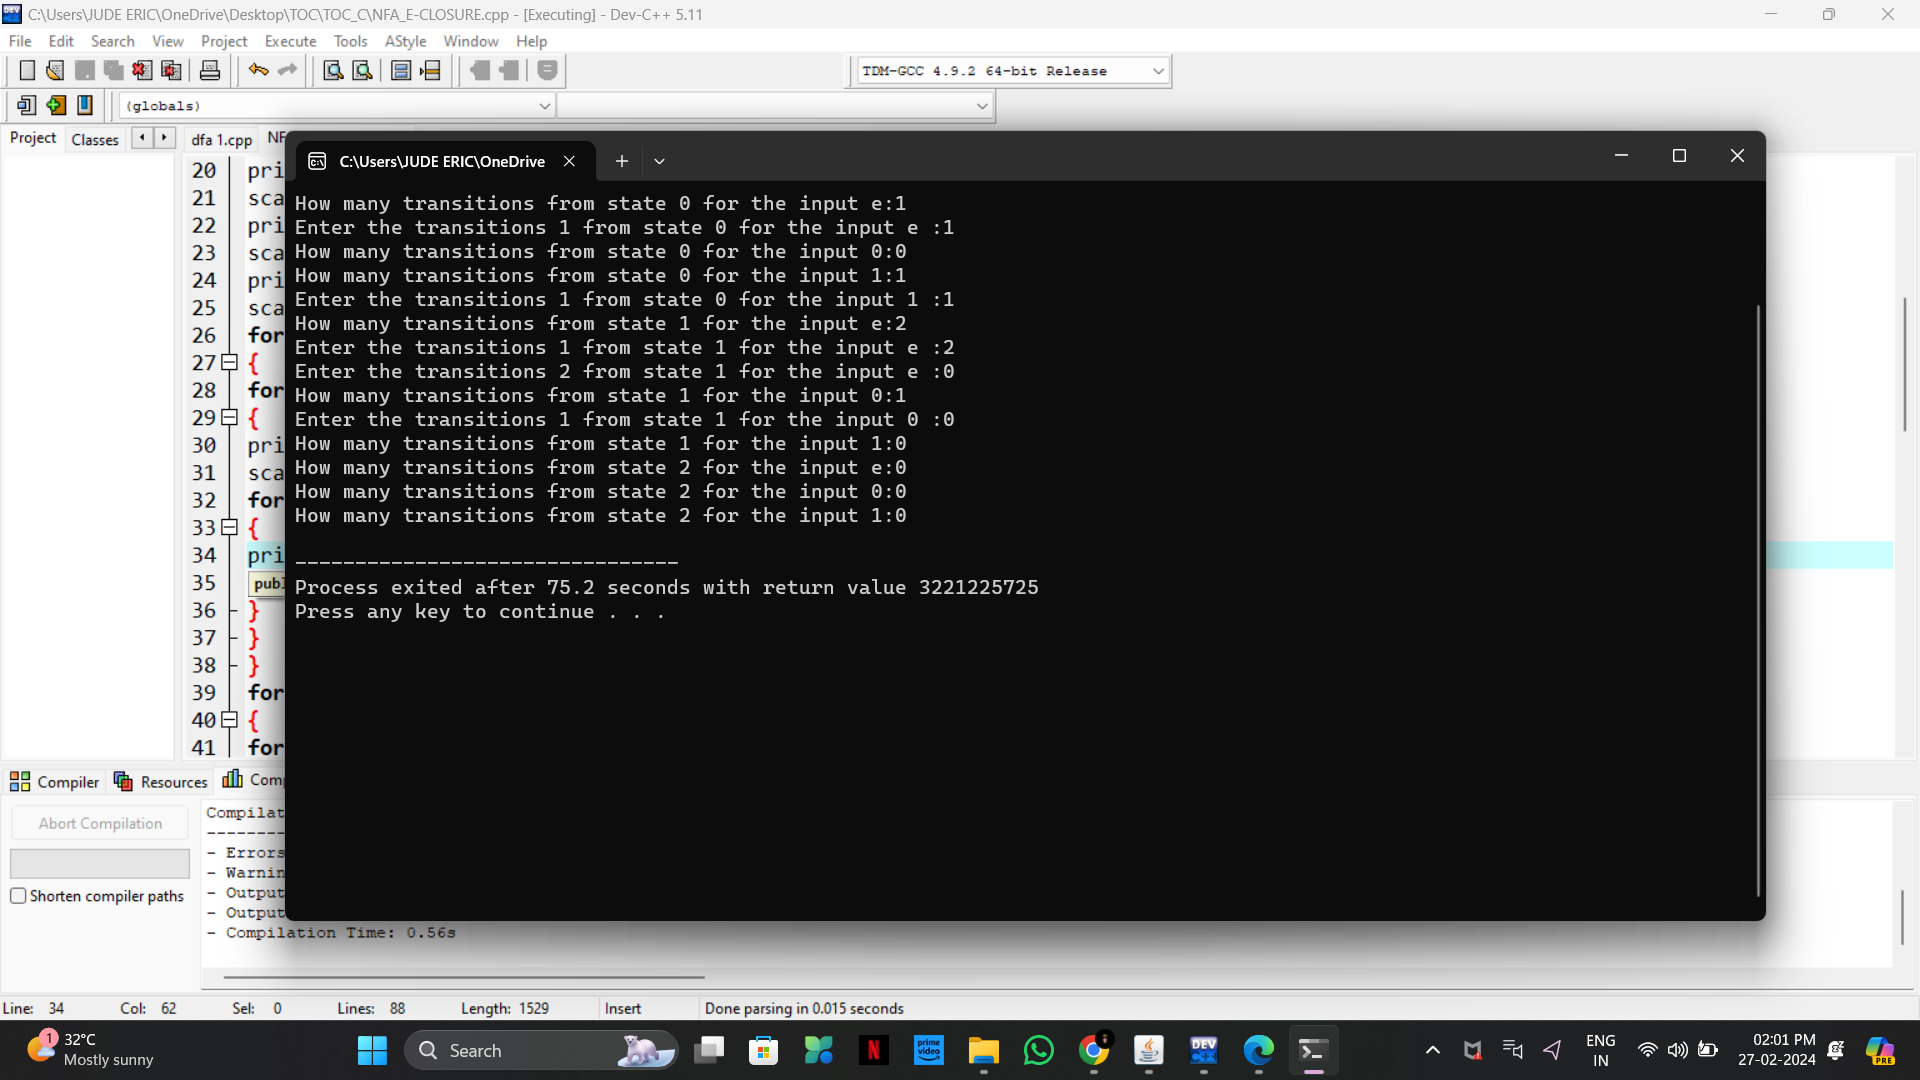 C:\Users\JUDE ERIC\OneDrive\Desktop\TOC\TOC_C\NFA_E-CLOSURE.cpp - [Executing] - Dev-C++ 5.11
File Edit Search View Project Execute Tools AStyle Window Help
TDM-GCC 4.9.2 64-bit Release
(globals)
Project Classes dfa 1.cpp NF
C:\Users\JUDE ERIC\OneDrive
20 pri
21 sca
22 pri
23 sca
24 pri
25 sca
26 for
27 {
28 for
29 {
30 pri
31 sca
32 for
33 {
34 pri
35 publ
36 }
37 }
38 }
39 for
40 {
41 for
How many transitions from state 0 for the input e:1
Enter the transitions 1 from state 0 for the input e :1
How many transitions from state 0 for the input 0:0
How many transitions from state 0 for the input 1:1
Enter the transitions 1 from state 0 for the input 1 :1
How many transitions from state 1 for the input e:2
Enter the transitions 1 from state 1 for the input e :2
Enter the transitions 2 from state 1 for the input e :0
How many transitions from state 1 for the input 0:1
Enter the transitions 1 from state 1 for the input 0 :0
How many transitions from state 1 for the input 1:0
How many transitions from state 2 for the input e:0
How many transitions from state 2 for the input 0:0
How many transitions from state 2 for the input 1:0
--------------------------------
Process exited after 75.2 seconds with return value 3221225725
Press any key to continue . . .
Compiler Resources Comp
Abort Compilation
Shorten compiler paths
Compilat
--------
- Errors
- Warnin
- Output
- Output
- Compilation Time: 0.56s
Line: 34 Col: 62 Sel: 0 Lines: 88 Length: 1529 Insert Done parsing in 0.015 seconds
1
32°C
Mostly sunny
Search
prime video
N
DEV C++
ENG
IN
02:01 PM
27-02-2024
PRE